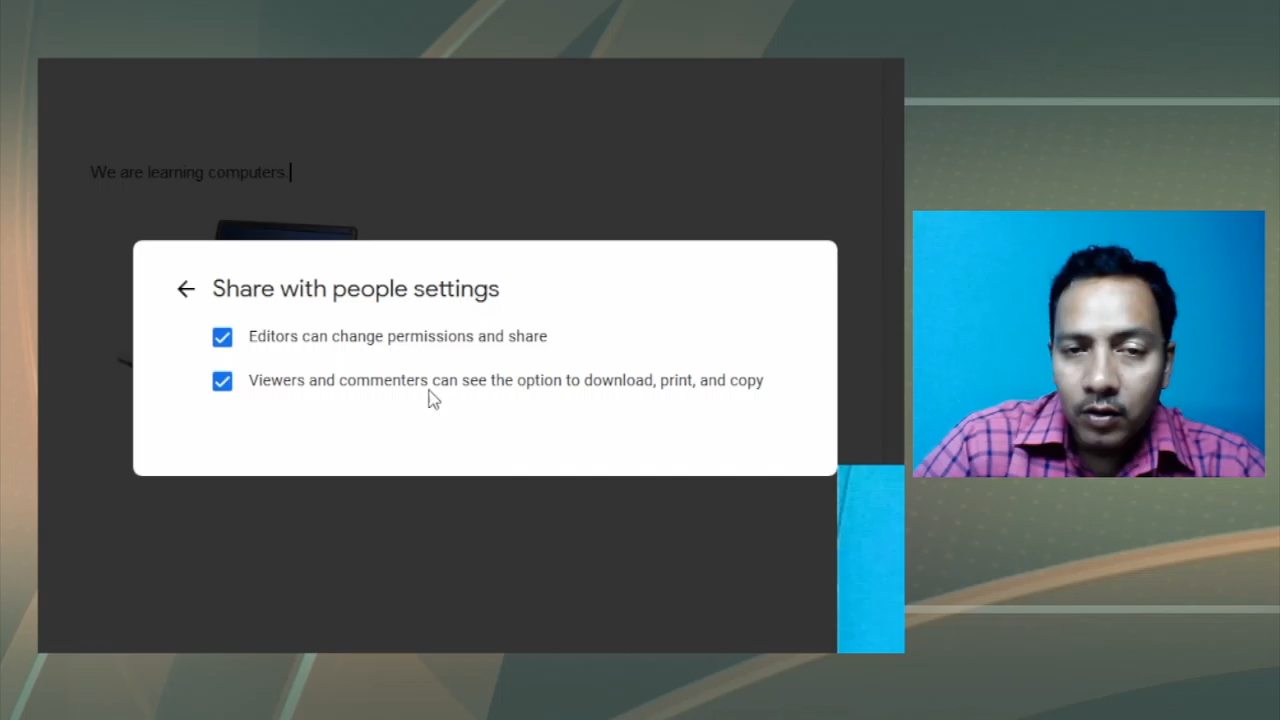 We are learning computers.
Share with people settings
Editors can change permissions and share
Viewers and commenters can see the option to download, print, and copy